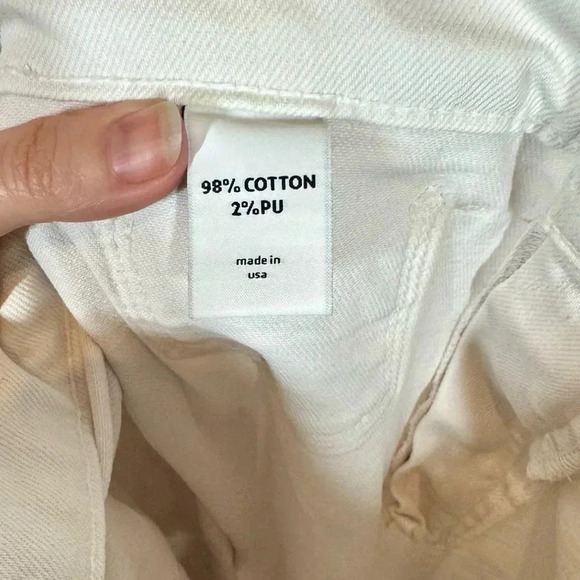 98% COTTON
2% PU
made in
usa